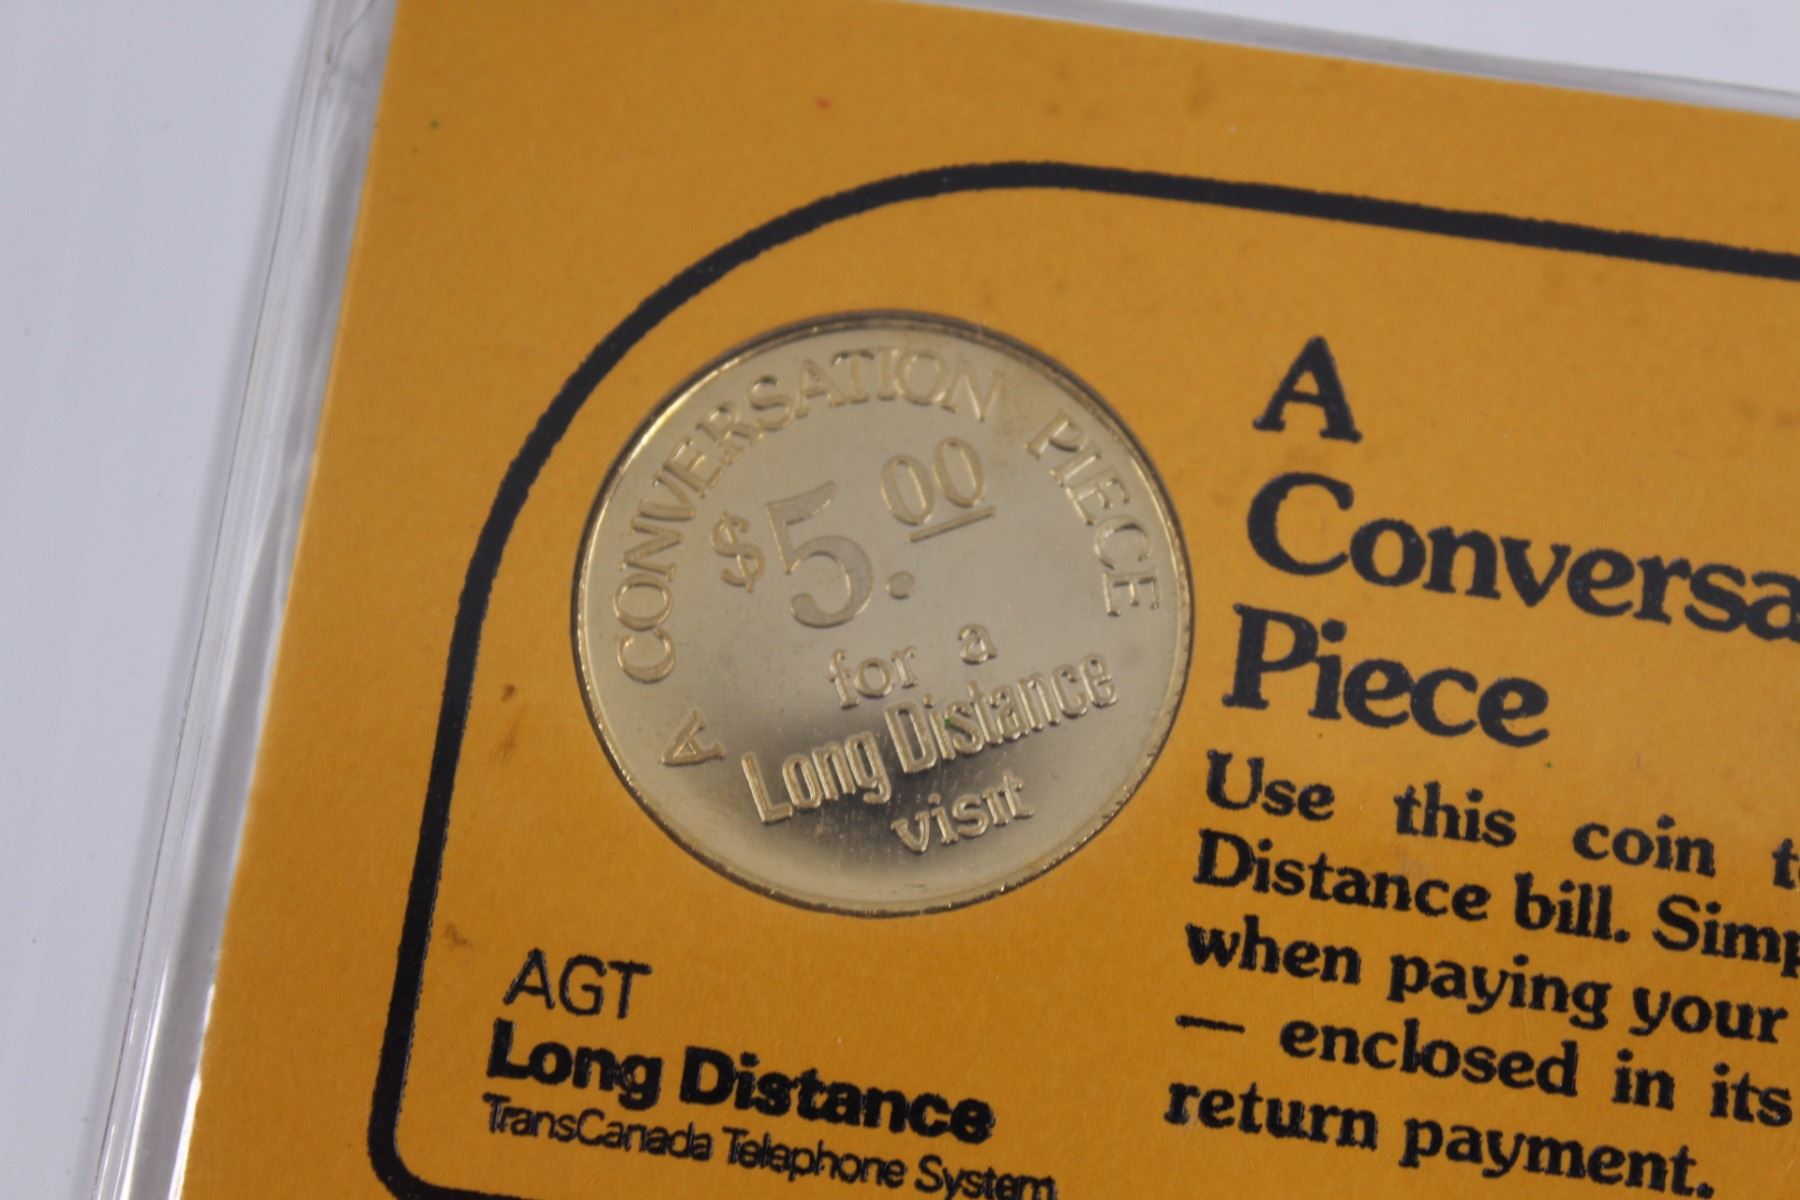 A CONVERSATION PIECE
$5.00
for a
Long Distance
visit
AGT
Long Distance
TransCanada Telephone System
A
Conversa
Piece
Use this coin t
Distance bill. Simp
when paying your
— enclosed in its
return payment.